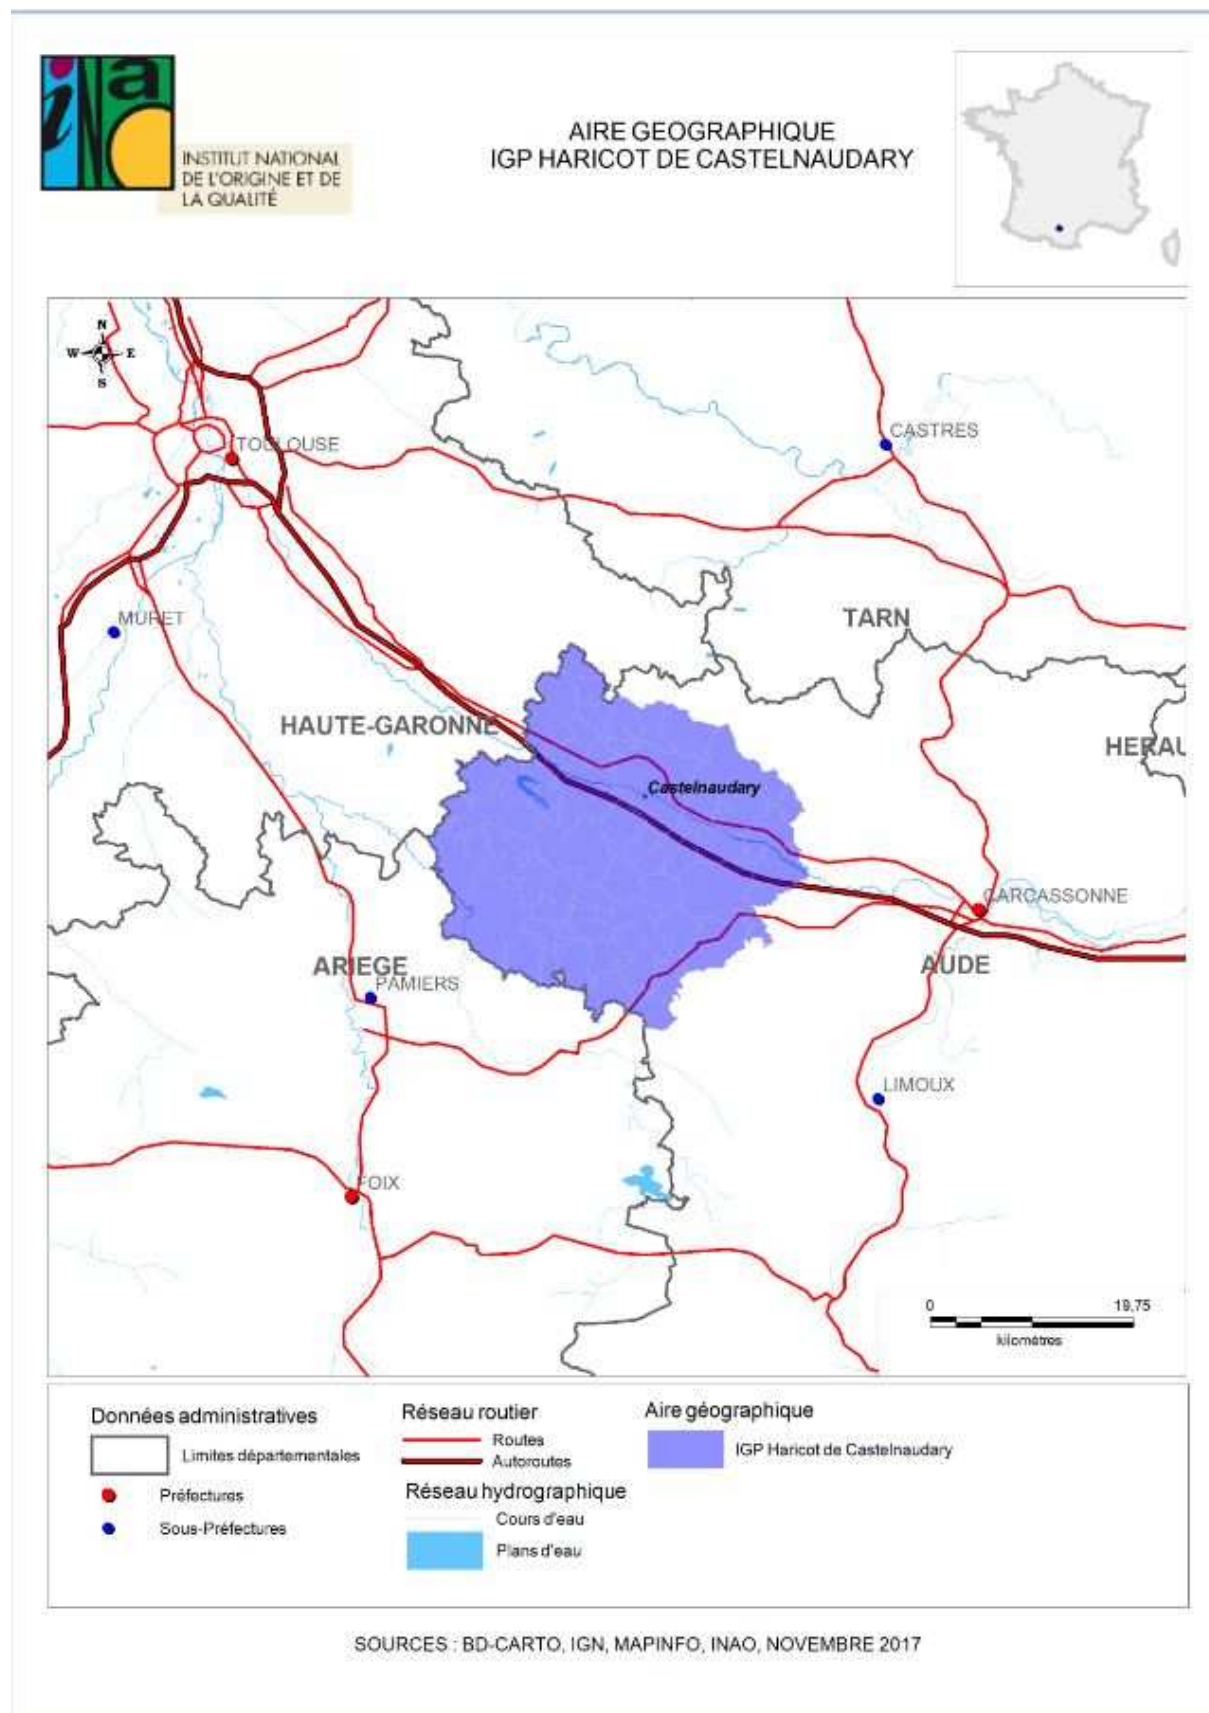 iNaO
INSTITUT NATIONAL
DE L'ORIGINE ET DE
LA QUALITÉ
AIRE GEOGRAPHIQUE
IGP HARICOT DE CASTELNAUDARY
N
W E
S
TOULOUSE
CASTRES
MURET
TARN
HAUTE-GARONNE
HERAU
Castelnaudary
CARCASSONNE
ARIEGE
AUDE
PAMIERS
LIMOUX
FOIX
0 19,75
kilomètres
Données administratives
Limites départementales
Préfectures
Sous-Préfectures
Réseau routier
Routes
Autoroutes
Réseau hydrographique
Cours d'eau
Plans d'eau
Aire géographique
IGP Haricot de Castelnaudary
SOURCES : BD-CARTO, IGN, MAPINFO, INAO, NOVEMBRE 2017